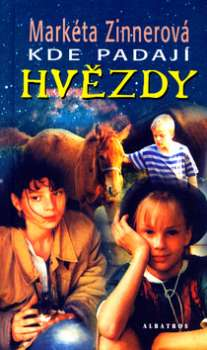 Markéta Zinnerová
KDE PADAJÍ
HVĚZDY
ALBATROS